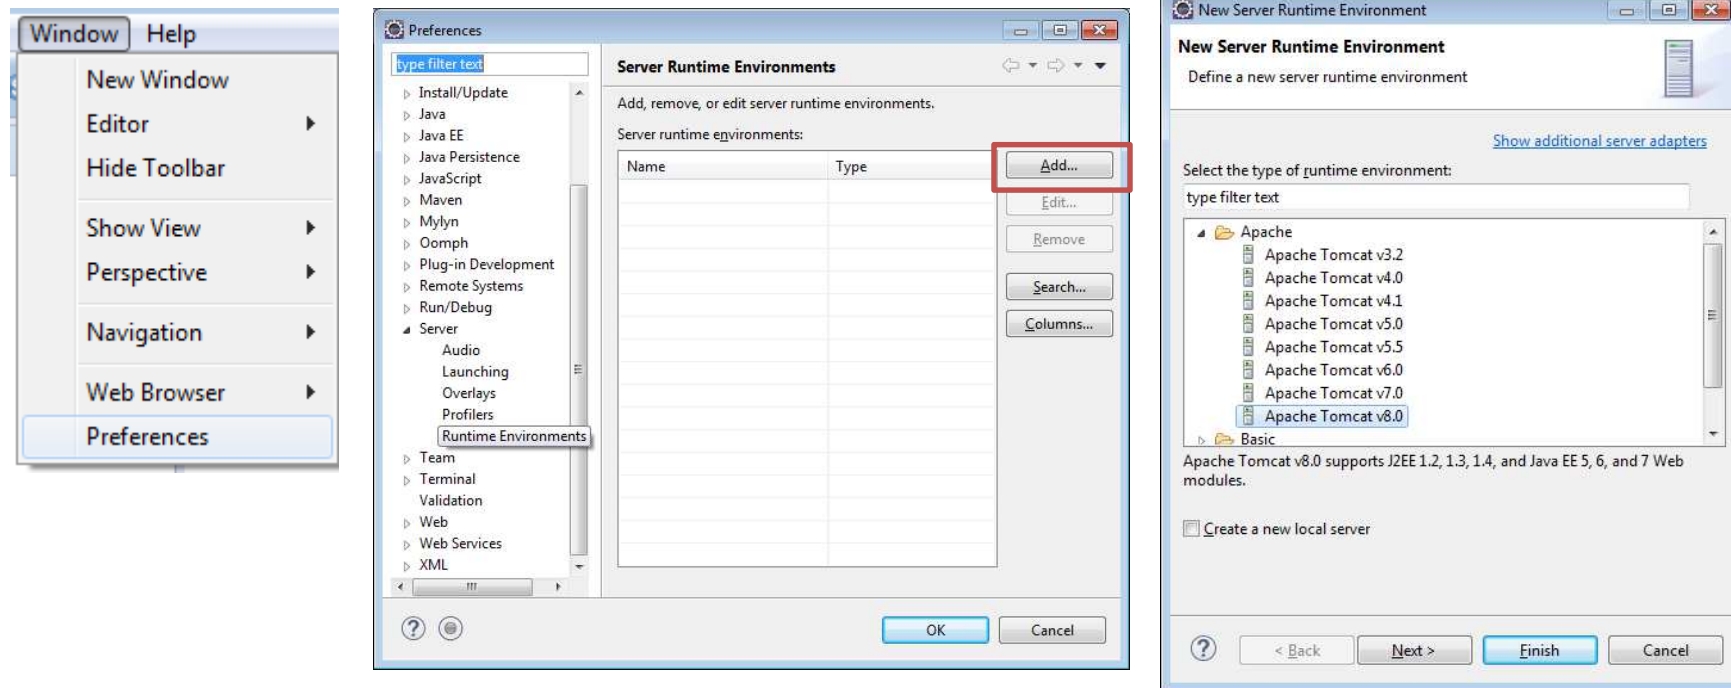 Window Help
New Window
Editor
Hide Toolbar
Show View
Perspective
Navigation
Web Browser
Preferences
Preferences
type filter text
Install/Update
Java
Java EE
Java Persistence
JavaScript
Maven
Mylyn
Oomph
Plug-in Development
Remote Systems
Run/Debug
Server
Audio
Launching
Overlays
Profilers
Runtime Environments
Team
Terminal
Validation
Web
Web Services
XML
Server Runtime Environments
Add, remove, or edit server runtime environments.
Server runtime environments:
Name Type
Add...
Edit...
Remove
Search...
Columns...
OK Cancel
New Server Runtime Environment
New Server Runtime Environment
Define a new server runtime environment
Show additional server adapters
Select the type of runtime environment:
type filter text
Apache
Apache Tomcat v3.2
Apache Tomcat v4.0
Apache Tomcat v4.1
Apache Tomcat v5.0
Apache Tomcat v5.5
Apache Tomcat v6.0
Apache Tomcat v7.0
Apache Tomcat v8.0
Basic
Apache Tomcat v8.0 supports J2EE 1.2, 1.3, 1.4, and Java EE 5, 6, and 7 Web
modules.
Create a new local server
< Back Next > Finish Cancel